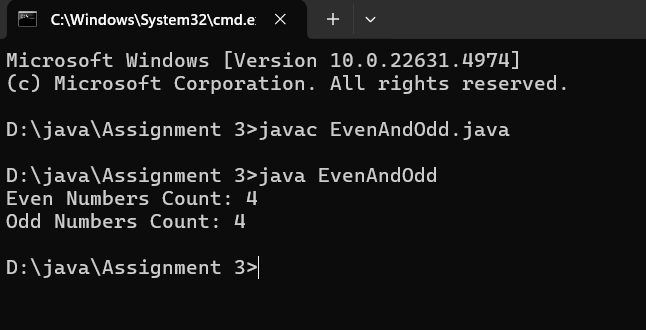 C:\Windows\System32\cmd.e
Microsoft Windows [Version 10.0.22631.4974]
(c) Microsoft Corporation. All rights reserved.
D:\java\Assignment 3>javac EvenAndOdd.java
D:\java\Assignment 3>java EvenAndOdd
Even Numbers Count: 4
Odd Numbers Count: 4
D:\java\Assignment 3>